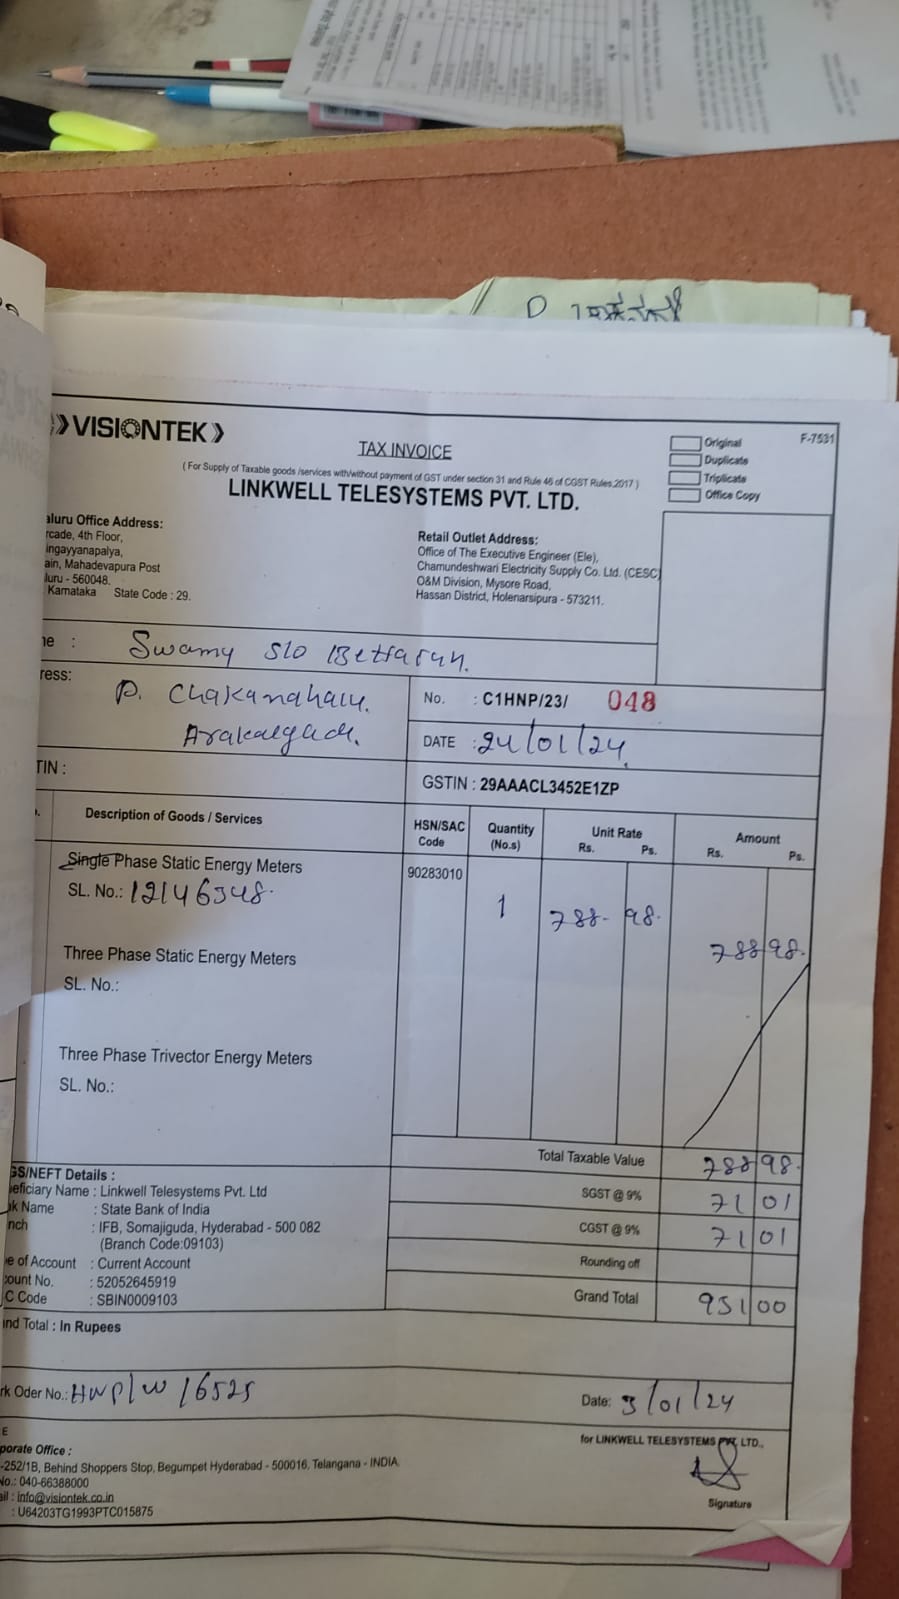 VISIONTEK
TAX INVOICE
Original
Duplicate
Triplicate
Office Copy
F-7531
( For Supply of Taxable goods /services with/without payment of GST under section 31 and Rule 46 of CGST Rules,2017 )
LINKWELL TELESYSTEMS PVT. LTD.
aluru Office Address:
rcade, 4th Floor,
ingayyanapalya,
ain, Mahadevapura Post
luru - 560048.
Karnataka State Code : 29.
Retail Outlet Address:
Office of The Executive Engineer (Ele),
Chamundeshwari Electricity Supply Co. Ltd. (CESC)
O&M Division, Mysore Road,
Hassan District, Holenarsipura - 573211.
ne : Swamy S/o
ress: D. Chakanahally.
No. : C1HNP/23/ 048
DATE : 24/01/24
TIN :
GSTIN : 29AAACL3452E1ZP
Description of Goods / Services
HSN/SAC Code
Quantity (No.s)
Unit Rate
Rs. Ps.
Amount
Rs. Ps.
Single Phase Static Energy Meters
90283010
SL. No.:
1
788- 98.
788 98.
Three Phase Static Energy Meters
SL. No.:
Three Phase Trivector Energy Meters
SL. No.:
Total Taxable Value 788 98.
SGST @ 9% 71 01
CGST @ 9% 71 01
Rounding off
Grand Total 931 00
GS/NEFT Details :
eficiary Name : Linkwell Telesystems Pvt. Ltd
k Name : State Bank of India
nch : IFB, Somajiguda, Hyderabad - 500 082
(Branch Code:09103)
e of Account : Current Account
count No. : 52052645919
C Code : SBIN0009103
nd Total : In Rupees
rk Oder No.: HNP/W/6525
Date: 3/01/24
E
porate Office :
-252/1B, Behind Shoppers Stop, Begumpet Hyderabad - 500016. Telangana - INDIA.
No.: 040-66388000
ail : info@visiontek.co.in
: U64203TG1993PTC015875
for LINKWELL TELESYSTEMS PVT. LTD.,
Signature